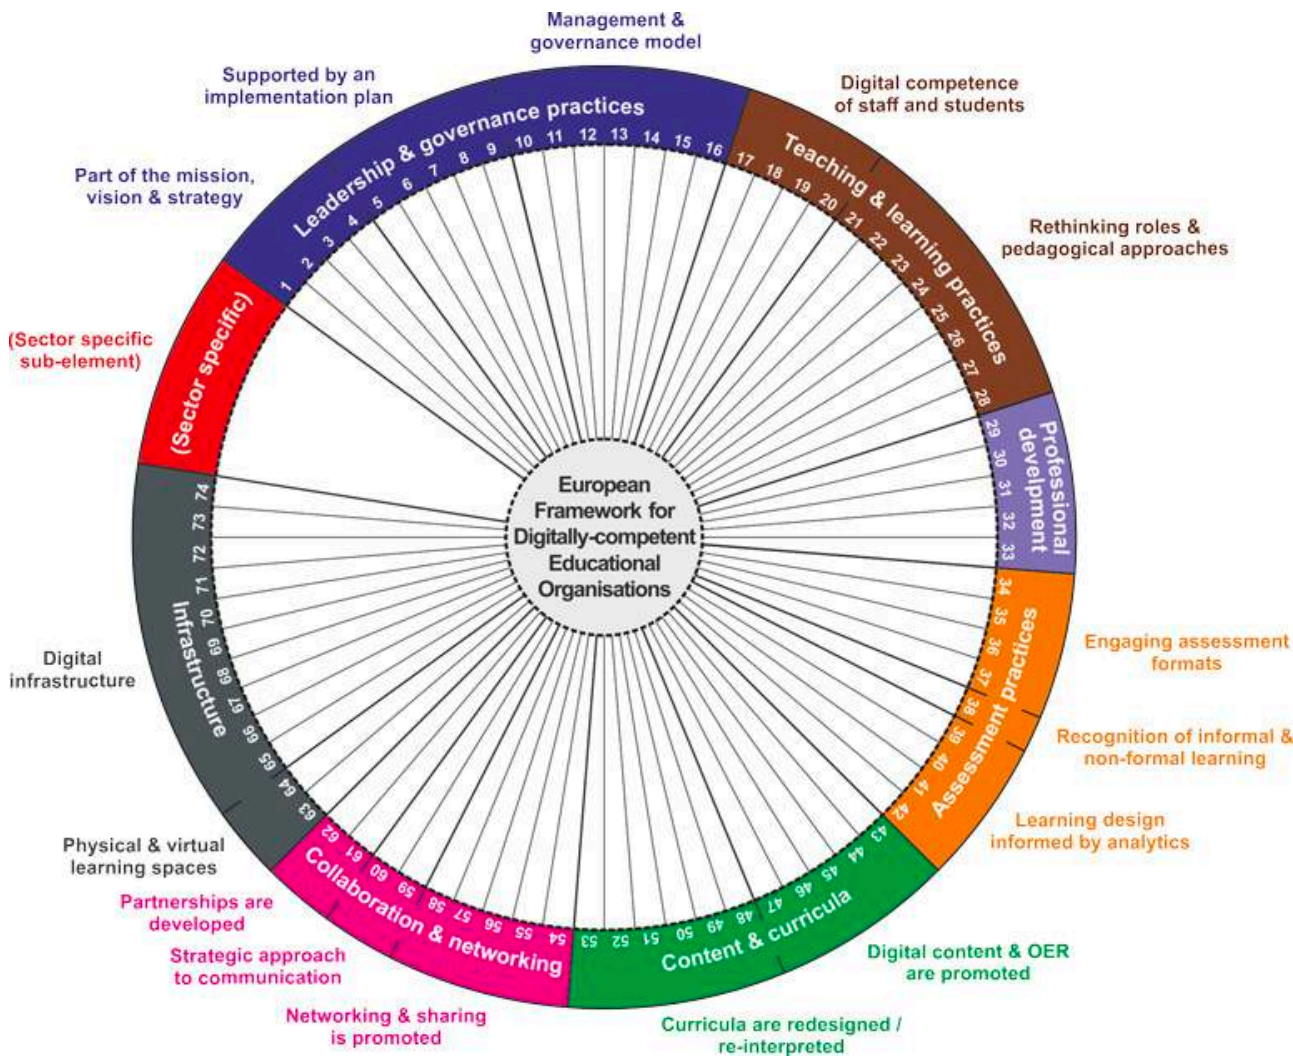 Management &
governance model
Supported by an
implementation plan
Digital competence
of staff and students
Part of the mission,
vision & strategy
Rethinking roles &
pedagogical approaches
(Sector specific
sub-element)
Leadership & governance practices
Teaching & learning practices
Professional
develpment
Assessment practices
Content & curricula
Collaboration & networking
Infrastructure
(Sector specific)
1
2
3
4
5
6
7
8
9
10
11
12
13
14
15
16
17
18
19
20
21
22
23
24
25
26
27
28
29
30
31
32
33
34
35
36
37
38
39
40
41
42
43
44
45
46
47
48
49
50
51
52
53
54
55
56
57
58
59
60
61
62
63
64
65
66
67
68
69
70
71
72
73
74
European
Framework for
Digitally-competent
Educational
Organisations
Engaging assessment
formats
Recognition of informal &
non-formal learning
Learning design
informed by analytics
Digital content & OER
are promoted
Curricula are redesigned /
re-interpreted
Networking & sharing
is promoted
Strategic approach
to communication
Partnerships are
developed
Physical & virtual
learning spaces
Digital
infrastructure